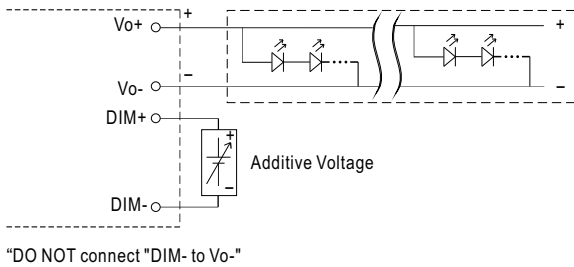 Vo+
+
+
Vo-
−
−
DIM+
+
Additive Voltage
−
DIM-
“DO NOT connect "DIM- to Vo-"